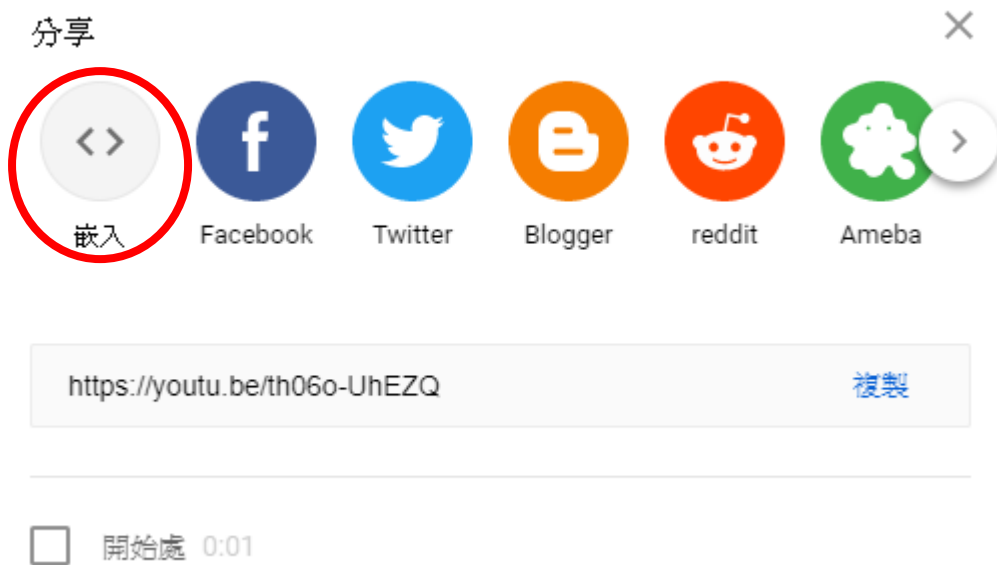 分享
嵌入 Facebook Twitter Blogger reddit Ameba
https://youtu.be/th06o-UhEZQ 複製
開始處 0:01